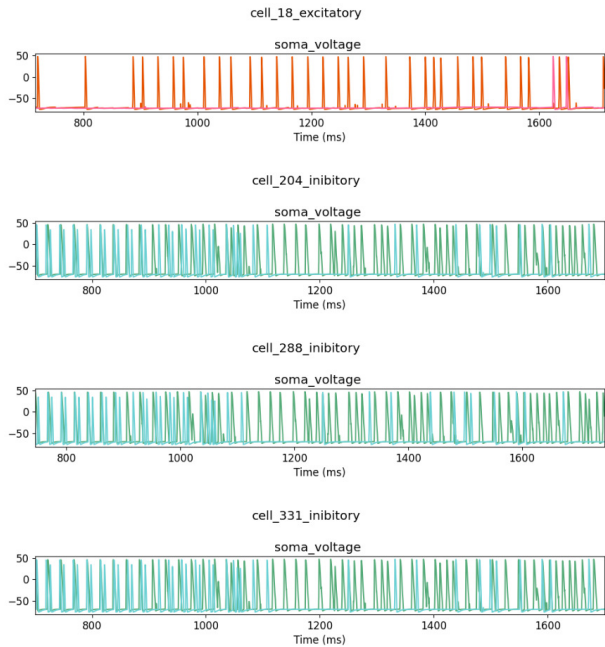 cell_18_excitatory
soma_voltage
50
0
−50
800 1000 1200 1400 1600
Time (ms)
cell_204_inibitory
soma_voltage
50
0
−50
800 1000 1200 1400 1600
Time (ms)
cell_288_inibitory
soma_voltage
50
0
−50
800 1000 1200 1400 1600
Time (ms)
cell_331_inibitory
soma_voltage
50
0
−50
800 1000 1200 1400 1600
Time (ms)